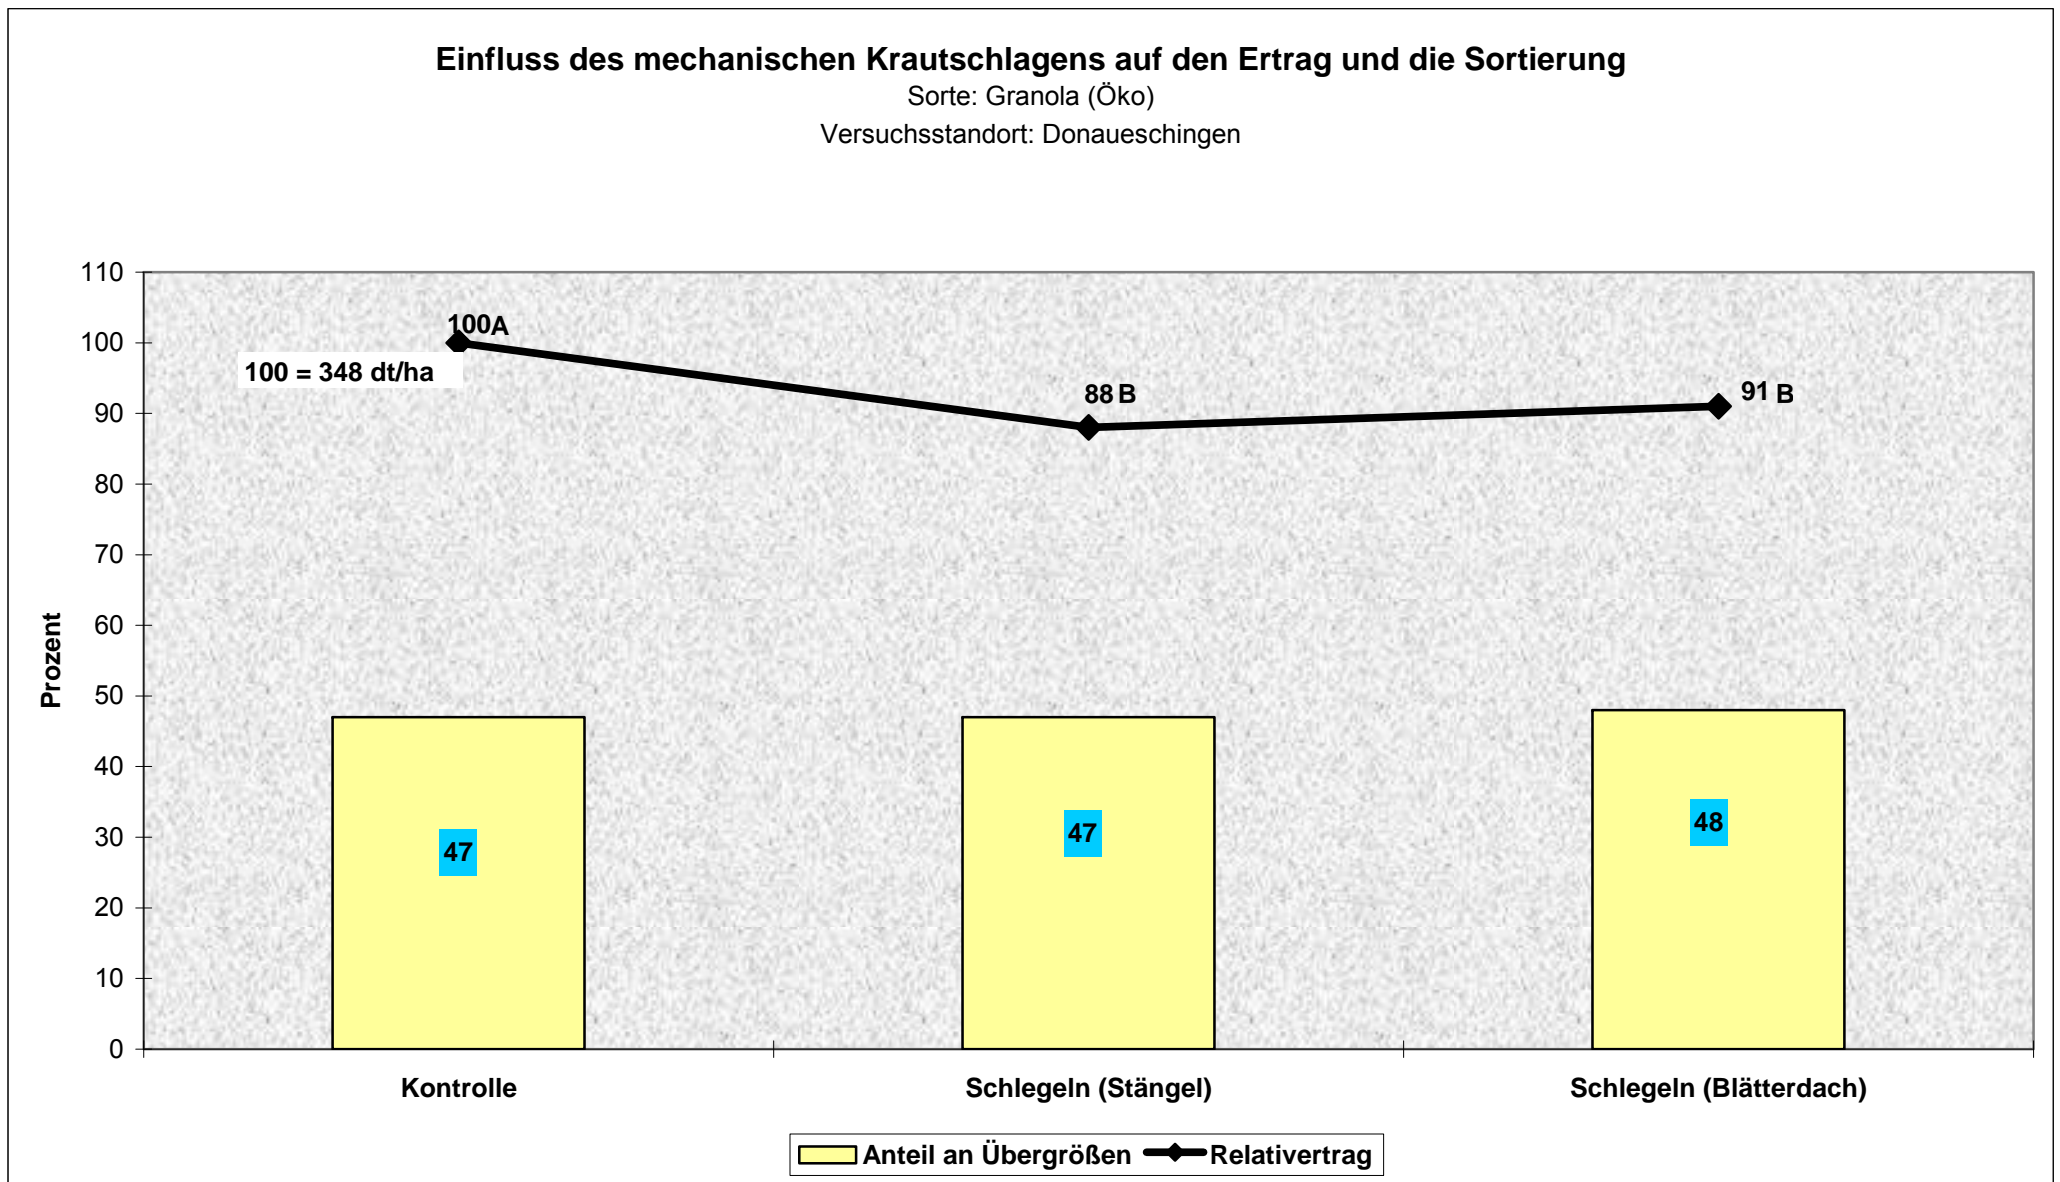 Einfluss des mechanischen Krautschlagens auf den Ertrag und die Sortierung
Sorte: Granola (Öko)
Versuchsstandort: Donaueschingen
110
100
90
80
70
60
50
40
30
20
10
0
Prozent
100 A
100 = 348 dt/ha
88 B
91 B
47
47
48
Kontrolle
Schlegeln (Stängel)
Schlegeln (Blätterdach)
Anteil an Übergrößen
Relativertrag